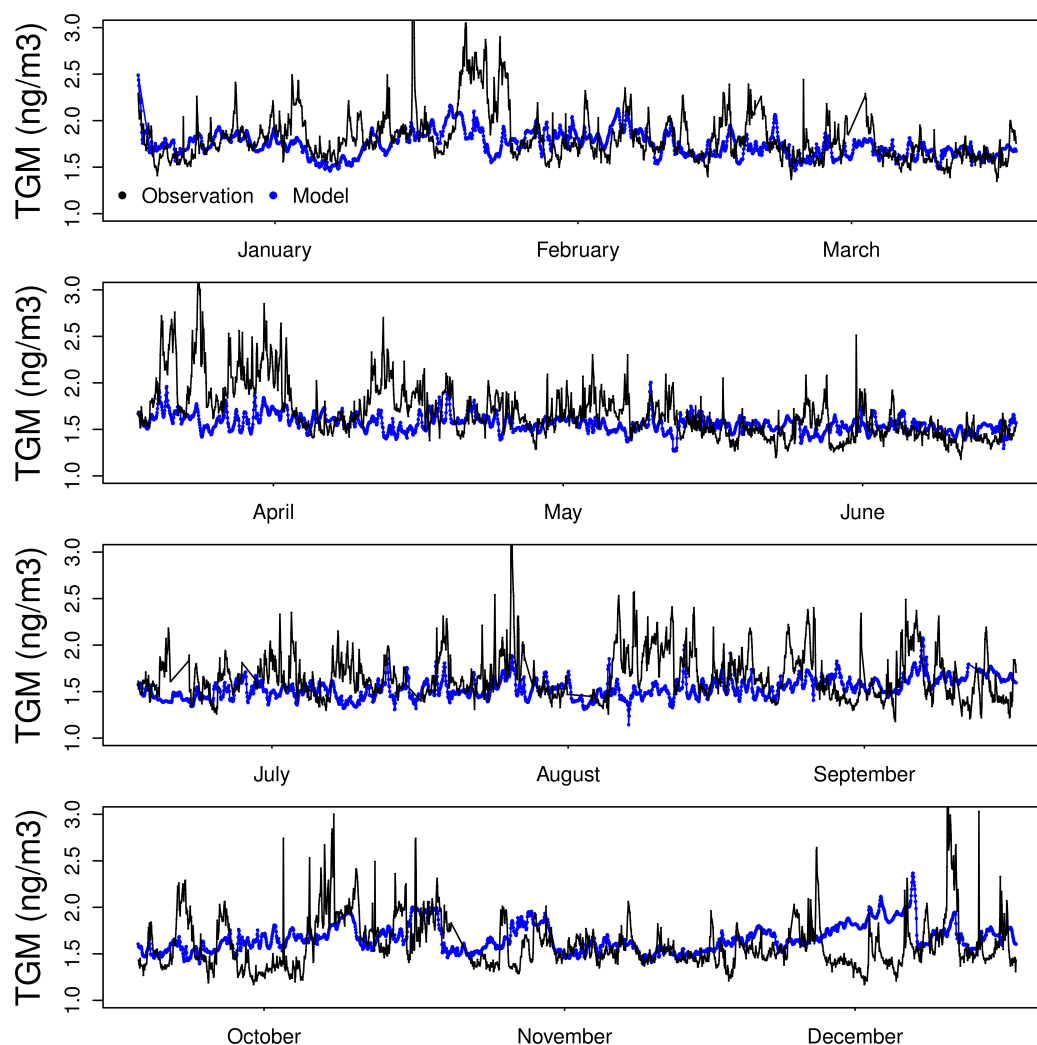 TGM (ng/m3)
3.0
2.5
2.0
1.5
1.0
Observation Model
January February March
TGM (ng/m3)
3.0
2.5
2.0
1.5
1.0
April May June
TGM (ng/m3)
3.0
2.5
2.0
1.5
1.0
July August September
TGM (ng/m3)
3.0
2.5
2.0
1.5
1.0
October November December